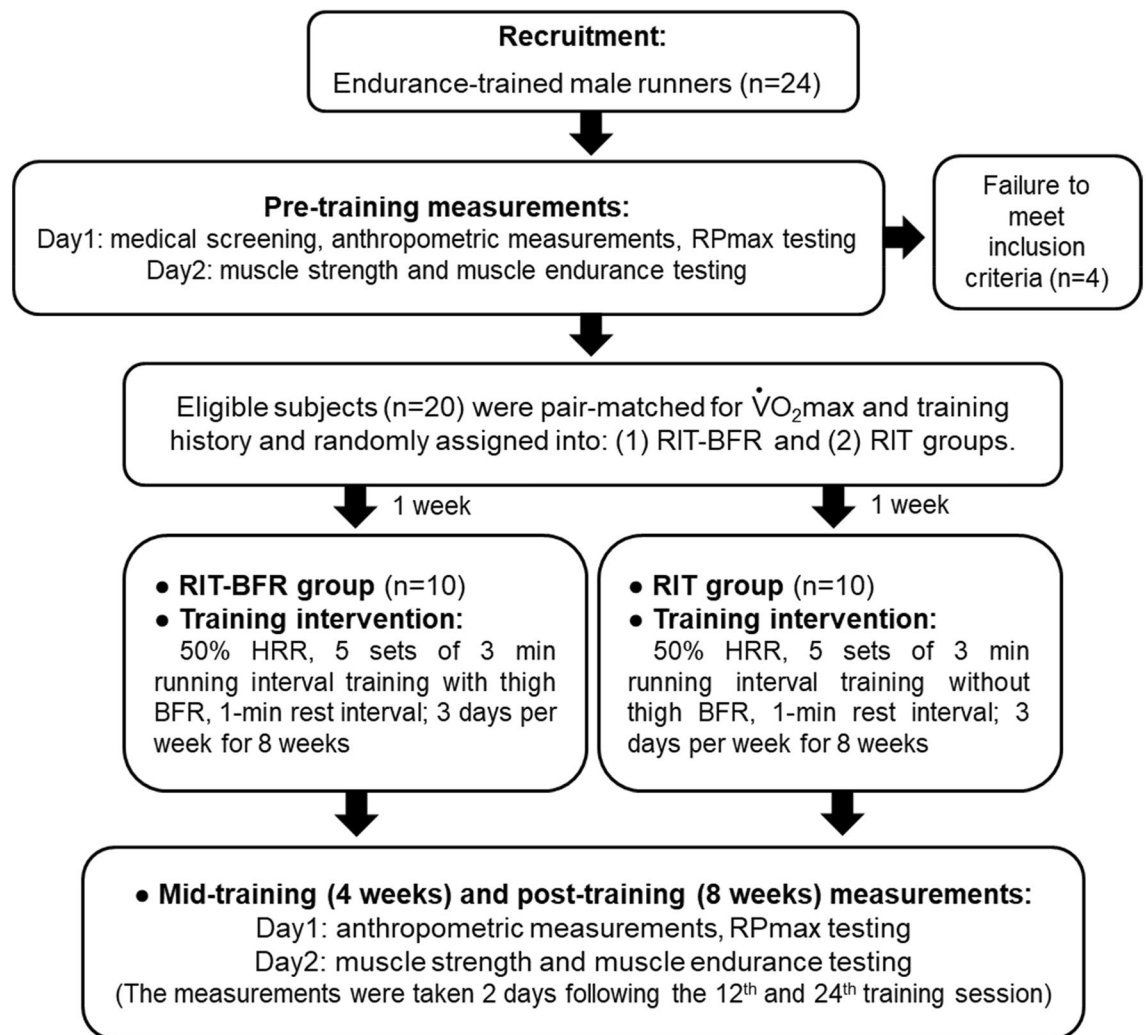 Recruitment:
Endurance-trained male runners (n=24)
Pre-training measurements:
Day1: medical screening, anthropometric measurements, RPmax testing
Day2: muscle strength and muscle endurance testing
Failure to
meet
inclusion
criteria (n=4)
Eligible subjects (n=20) were pair-matched for V̇O₂max and training
history and randomly assigned into: (1) RIT-BFR and (2) RIT groups.
1 week
1 week
● RIT-BFR group (n=10)
● Training intervention:
50% HRR, 5 sets of 3 min
running interval training with thigh
BFR, 1-min rest interval; 3 days per
week for 8 weeks
● RIT group (n=10)
● Training intervention:
50% HRR, 5 sets of 3 min
running interval training without
thigh BFR, 1-min rest interval; 3
days per week for 8 weeks
● Mid-training (4 weeks) and post-training (8 weeks) measurements:
Day1: anthropometric measurements, RPmax testing
Day2: muscle strength and muscle endurance testing
(The measurements were taken 2 days following the 12th and 24th training session)